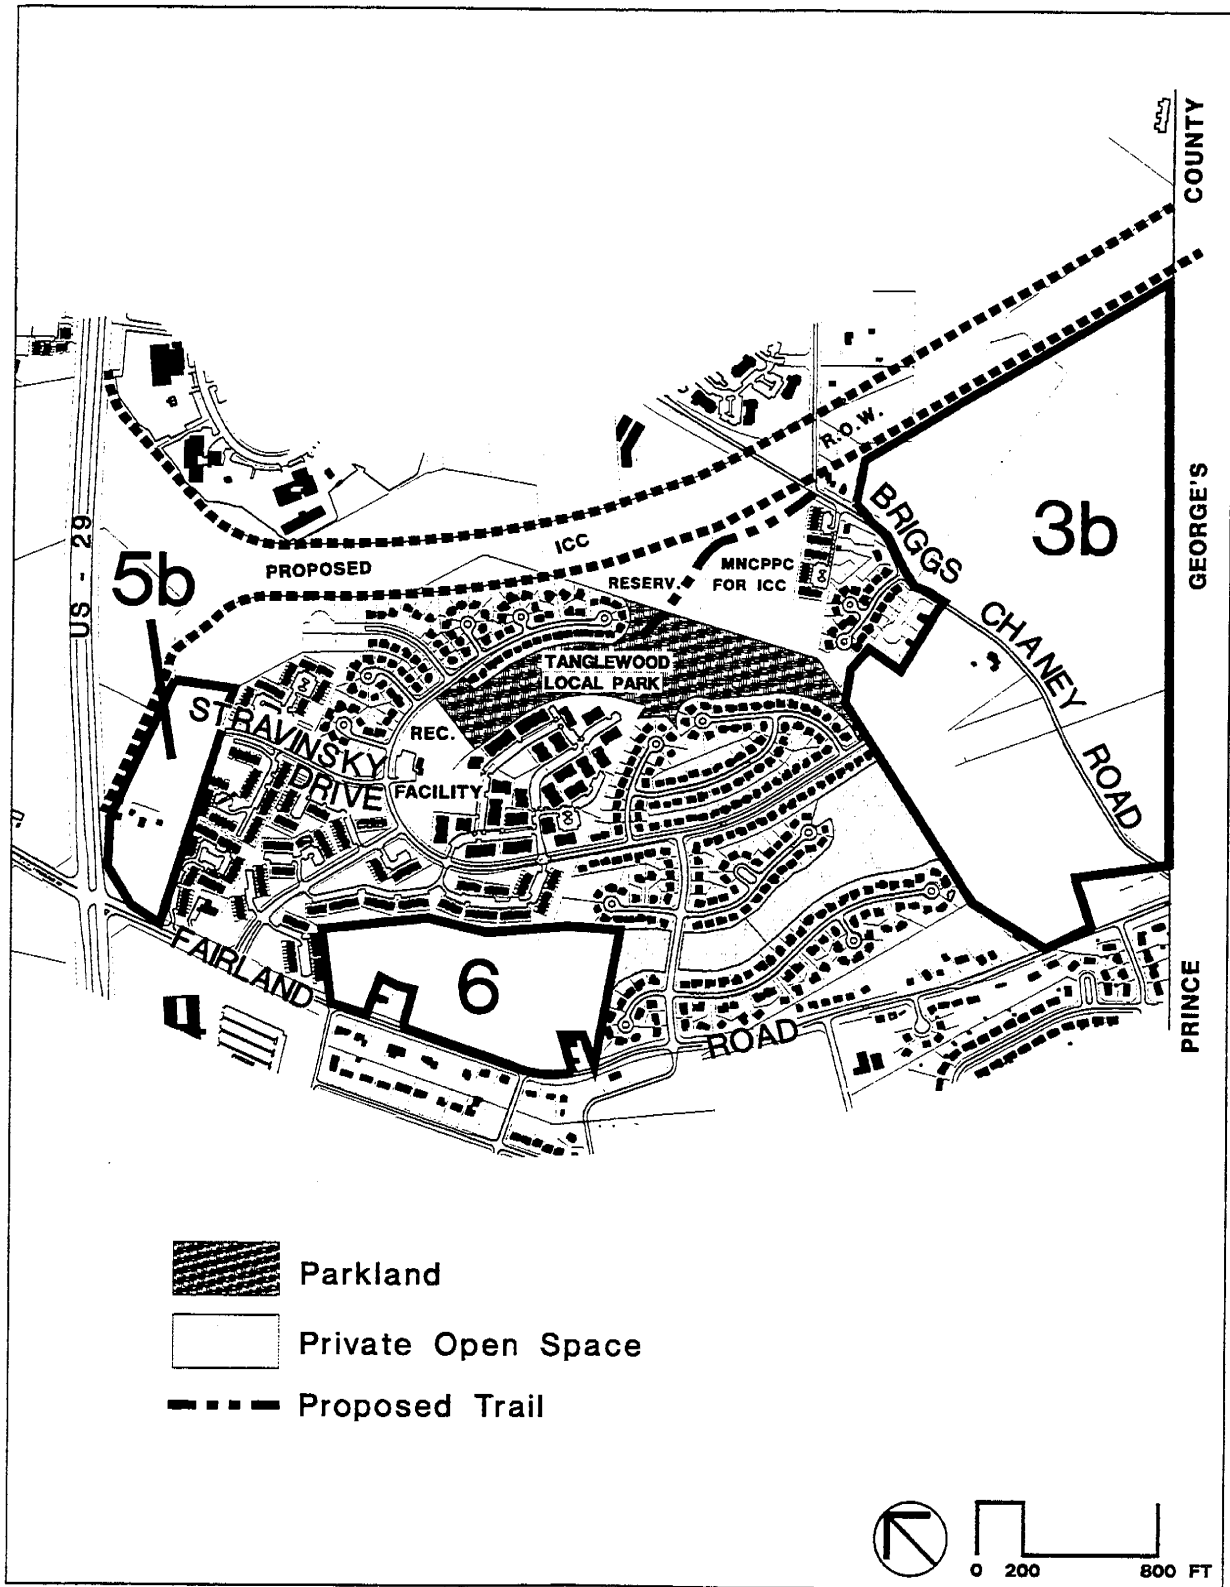 COUNTY
GEORGE'S
PRINCE
US - 29
R.O.W.
ICC
PROPOSED
5b
3b
BRIGGS
CHANEY
ROAD
RESERV.
MNCPPC
FOR ICC
TANGLEWOOD
LOCAL PARK
STRAVINSKY
DRIVE
REC.
FACILITY
6
FAIRLAND
ROAD
Parkland
Private Open Space
Proposed Trail
0 200 800 FT